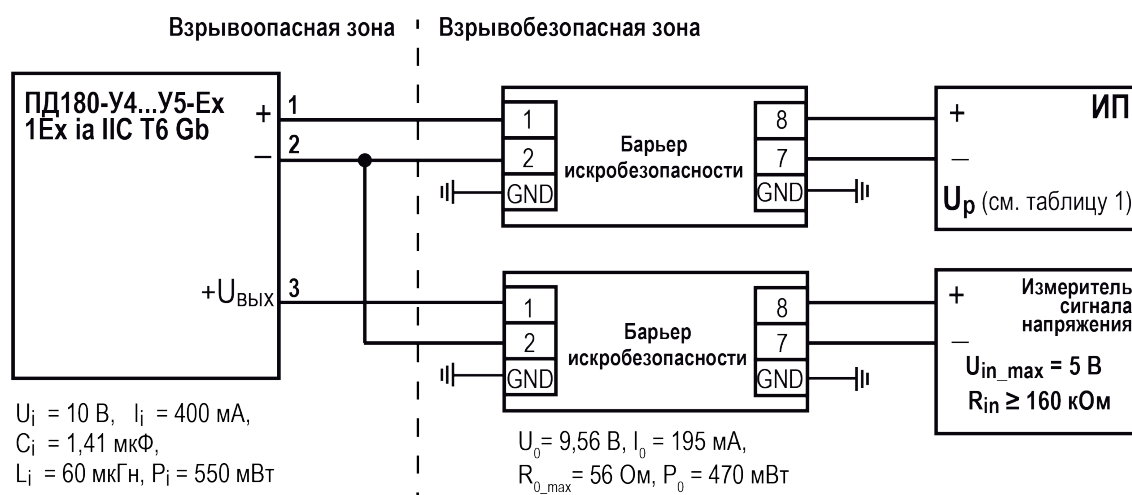 Взрывоопасная зона
Взрывобезопасная зона
ПД180-У4...У5-Ex
1Ex ia IIC T6 Gb
+ 1
– 2
+Uвых 3
Ui = 10 В, Ii = 400 мА,
Ci = 1,41 мкФ,
Li = 60 мкГн, Pi = 550 мВт
1
2
GND
Барьер
искробезопасности
8
7
GND
+ ИП
–
Up (см. таблицу 1)
1
2
GND
Барьер
искробезопасности
8
7
GND
U0= 9,56 В, I0 = 195 мА,
R0_max= 56 Ом, P0 = 470 мВт
+ Измеритель
сигнала
– напряжения
Uin_max = 5 В
Rin ≥ 160 кОм